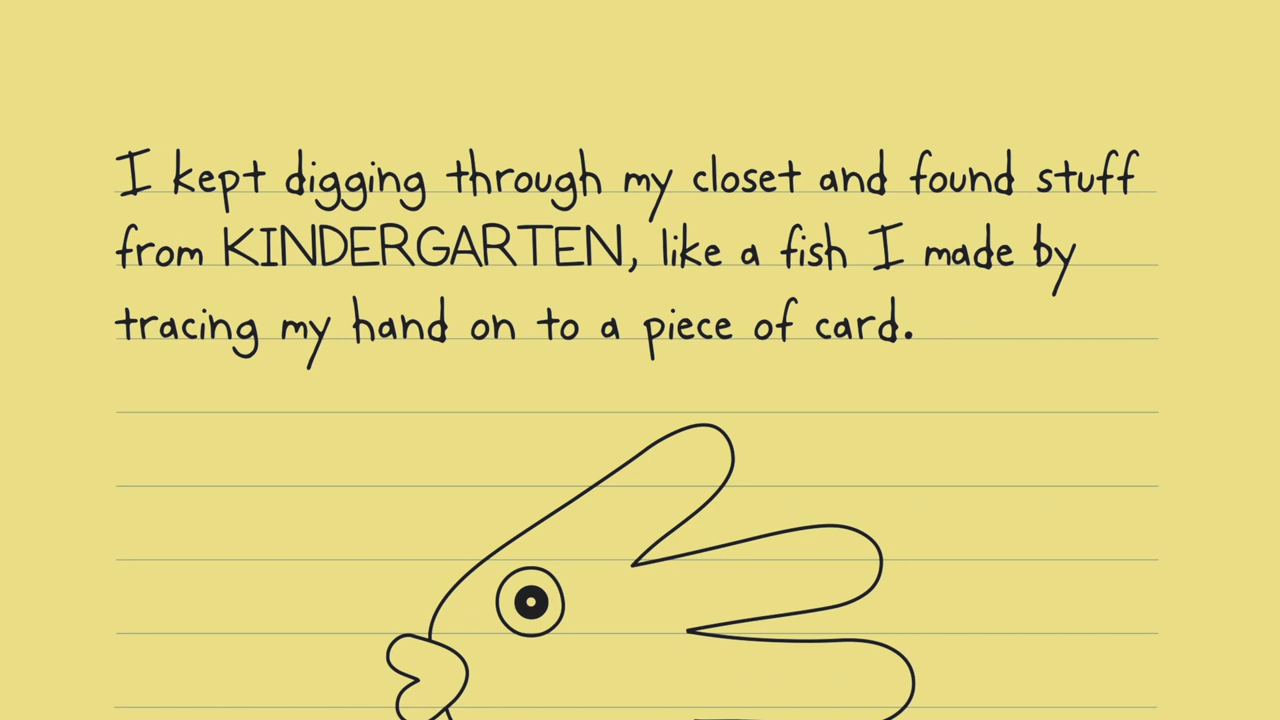 I kept digging through my closet and found stuff
from KINDERGARTEN, like a fish I made by
tracing my hand on to a piece of card.